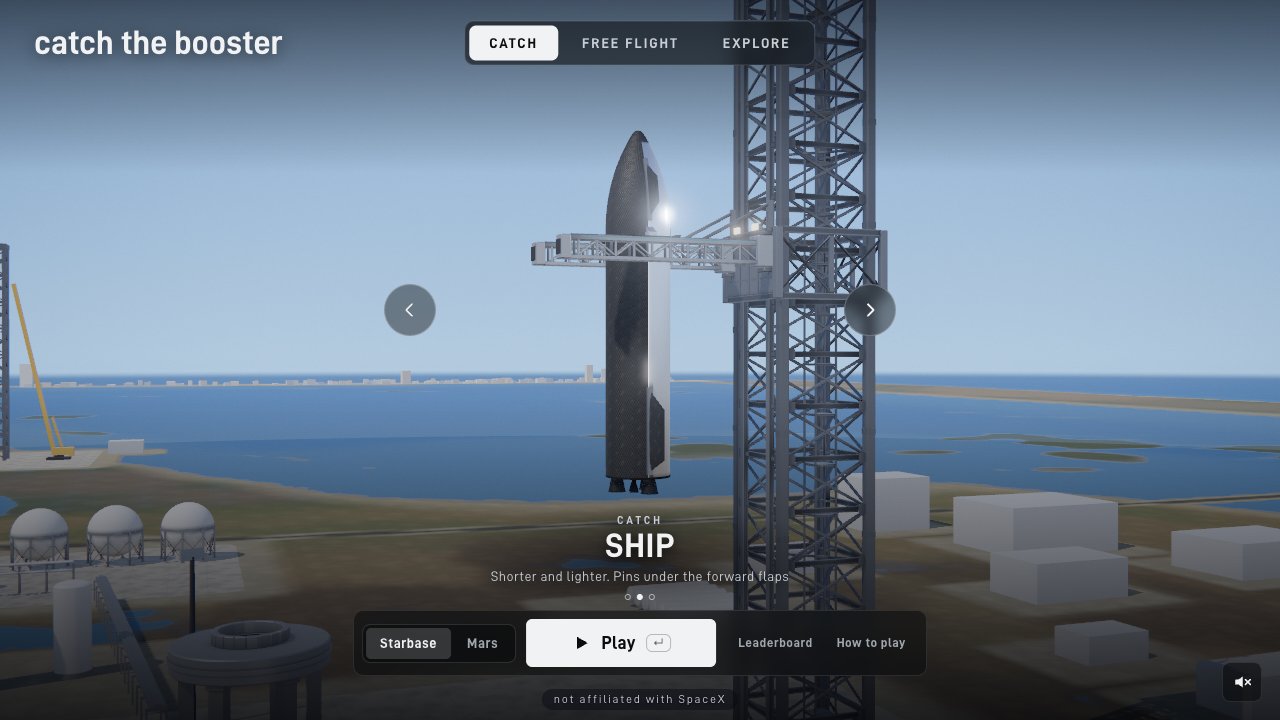 catch the booster
CATCH FREE FLIGHT EXPLORE
CATCH
SHIP
Shorter and lighter. Pins under the forward flaps
Starbase Mars
Play
Leaderboard How to play
not affiliated with SpaceX